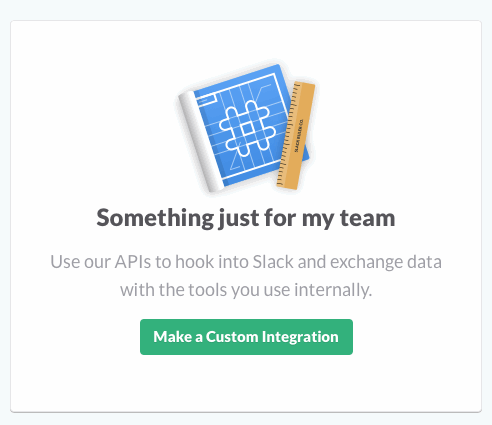 SLACK RULER CO.
Something just for my team
Use our APIs to hook into Slack and exchange data
with the tools you use internally.
Make a Custom Integration